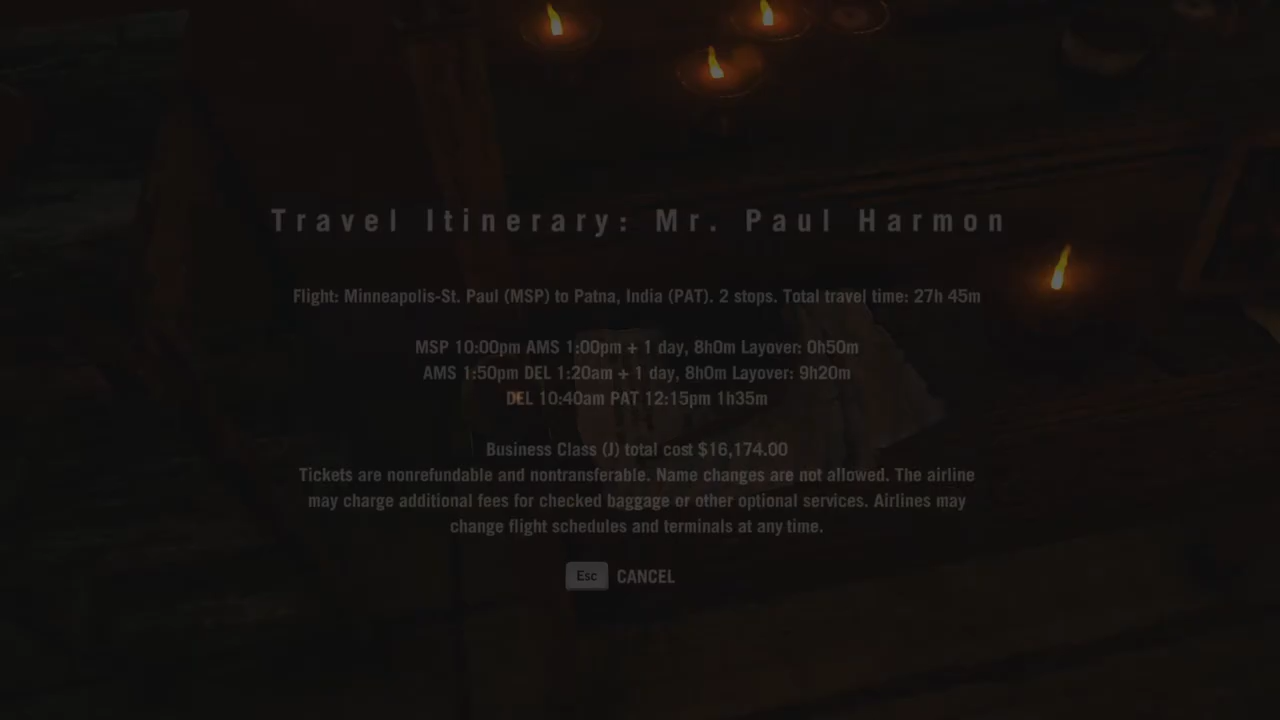 Travel Itinerary: Mr. Paul Harmon
Flight: Minneapolis-St. Paul (MSP) to Patna, India (PAT). 2 stops. Total travel time: 27h 45m
MSP 10:00pm AMS 1:00pm + 1 day, 8h0m Layover: 0h50m
AMS 1:50pm DEL 1:20am + 1 day, 8h0m Layover: 9h20m
DEL 10:40am PAT 12:15pm 1h35m
Business Class (J) total cost $16,174.00
Tickets are nonrefundable and nontransferable. Name changes are not allowed. The airline
may charge additional fees for checked baggage or other optional services. Airlines may
change flight schedules and terminals at any time.
Esc CANCEL